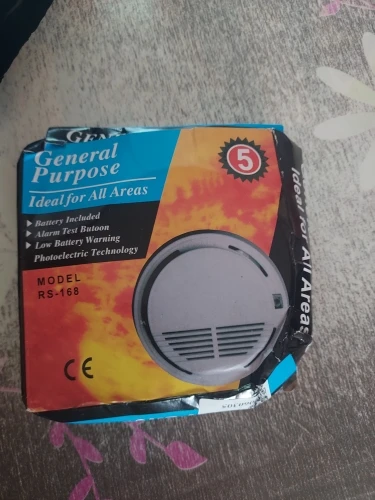 General
Purpose
Ideal for All Areas
Battery Included
Alarm Test Butoon
Low Battery Warning
Photoelectric Technology
MODEL
RS-168
5
CE
Ideal for All Areas